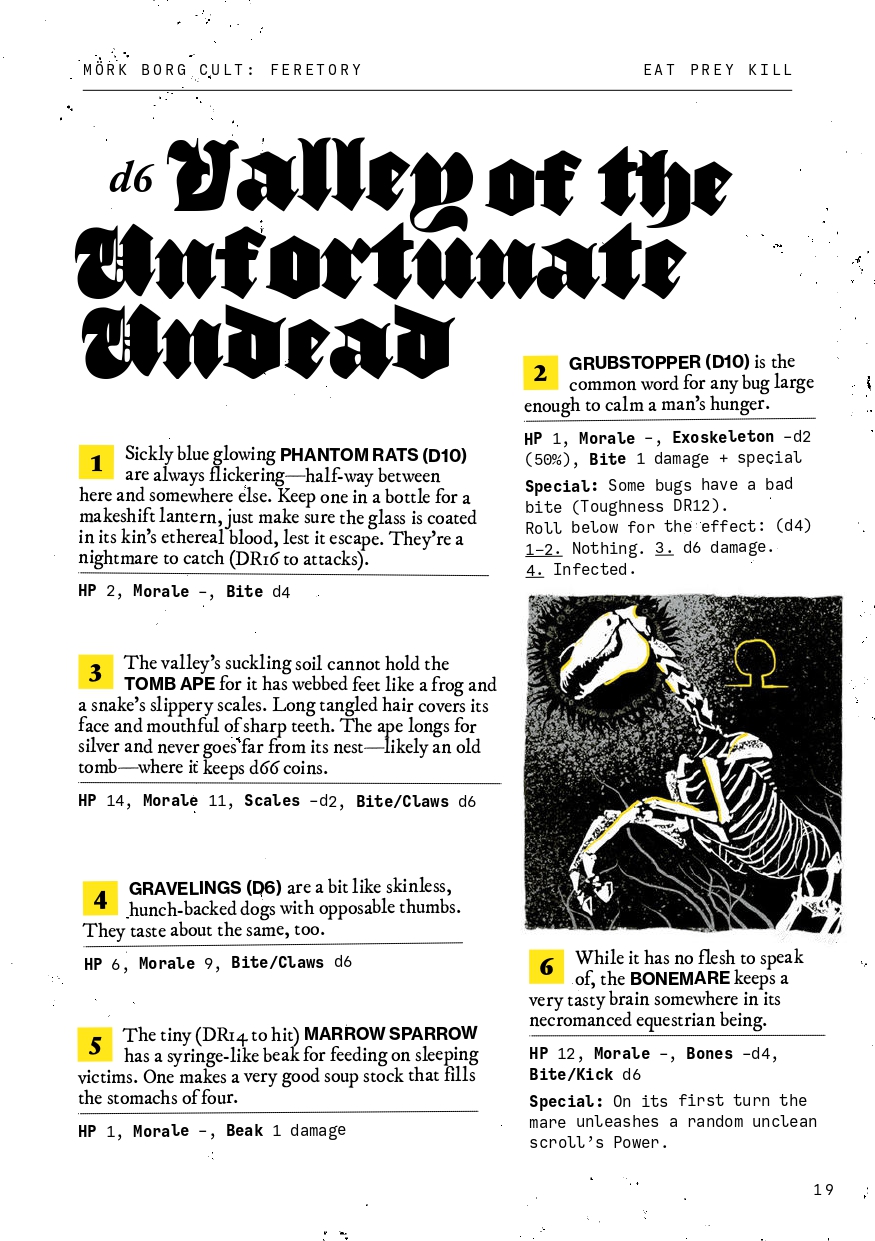 MÖRK BORG CULT: FERETORY
EAT PREY KILL
d6 Valley of the
Unfortunate
Undead
1
Sickly blue glowing PHANTOM RATS (D10)
are always flickering—half-way between
here and somewhere else. Keep one in a bottle for a
makeshift lantern, just make sure the glass is coated
in its kin's ethereal blood, lest it escape. They're a
nightmare to catch (DR16 to attacks).
HP 2, Morale –, Bite d4
2
GRUBSTOPPER (D10) is the
common word for any bug large
enough to calm a man's hunger.
HP 1, Morale –, Exoskeleton –d2
(50%), Bite 1 damage + special
Special: Some bugs have a bad
bite (Toughness DR12).
Roll below for the effect: (d4)
1–2. Nothing. 3. d6 damage.
4. Infected.
3
The valley's suckling soil cannot hold the
TOMB APE for it has webbed feet like a frog and
a snake's slippery scales. Long tangled hair covers its
face and mouthful of sharp teeth. The ape longs for
silver and never goes far from its nest—likely an old
tomb—where it keeps d66 coins.
HP 14, Morale 11, Scales –d2, Bite/Claws d6
4
GRAVELINGS (D6) are a bit like skinless,
hunch-backed dogs with opposable thumbs.
They taste about the same, too.
HP 6, Morale 9, Bite/Claws d6
5
The tiny (DR14 to hit) MARROW SPARROW
has a syringe-like beak for feeding on sleeping
victims. One makes a very good soup stock that fills
the stomachs of four.
HP 1, Morale –, Beak 1 damage
6
While it has no flesh to speak
of, the BONEMARE keeps a
very tasty brain somewhere in its
necromanced equestrian being.
HP 12, Morale –, Bones –d4,
Bite/Kick d6
Special: On its first turn the
mare unleashes a random unclean
scroll's Power.
19